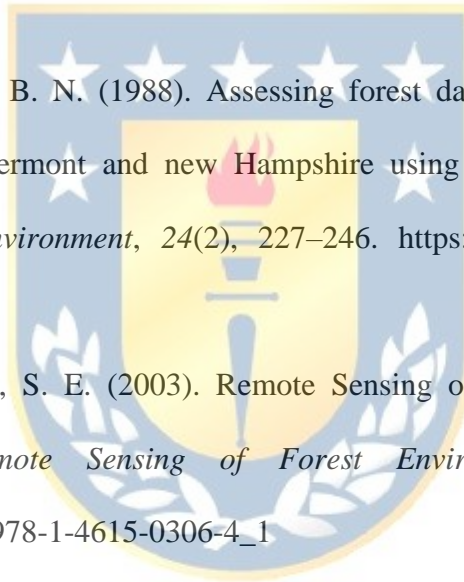 B. N. (1988). Assessing forest da
ermont and new Hampshire using
nvironment, 24(2), 227–246. https:
, S. E. (2003). Remote Sensing o
mote Sensing of Forest Envir
978-1-4615-0306-4_1